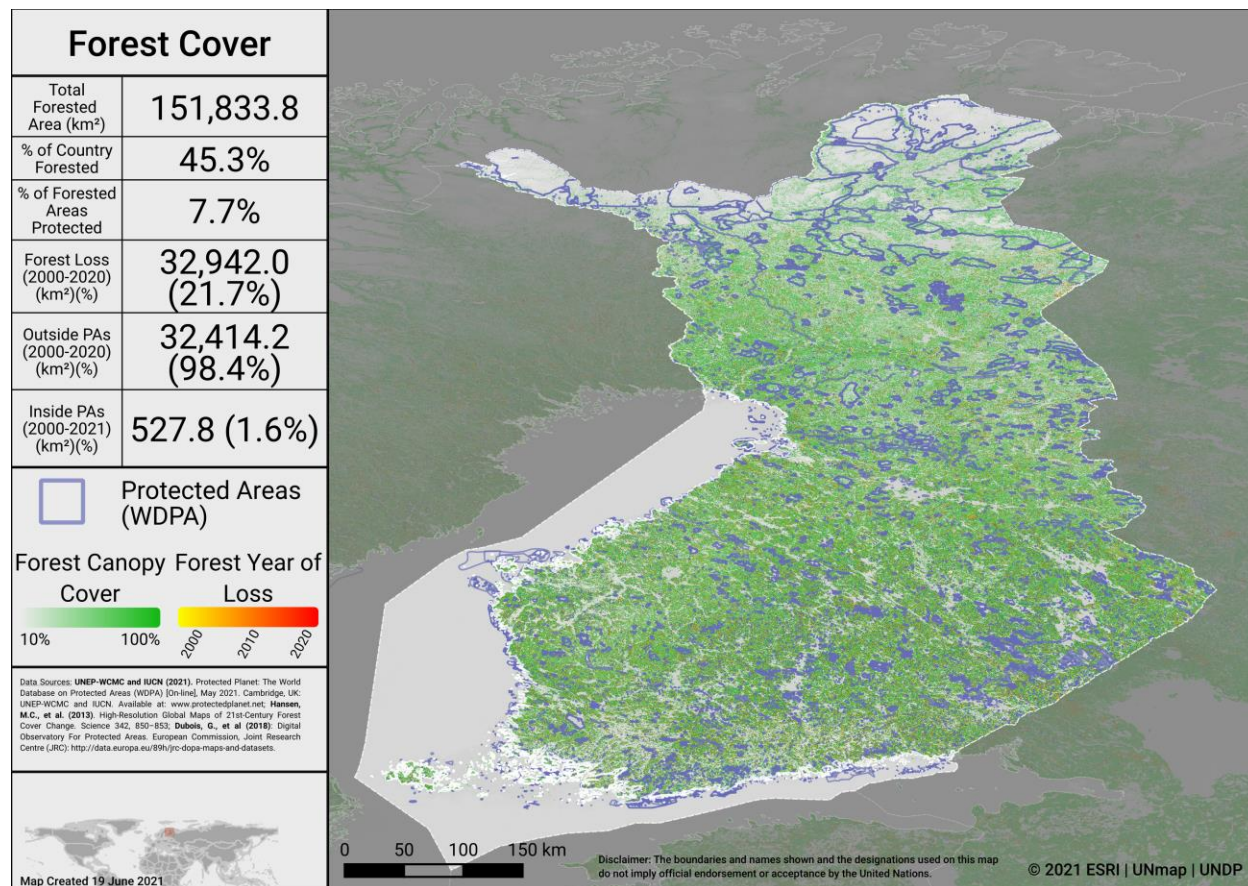 Forest Cover
Total
Forested
Area (km²)
151,833.8
% of Country
Forested
45.3%
% of Forested
Areas
Protected
7.7%
Forest Loss
(2000-2020)
(km²)(%)
32,942.0
(21.7%)
Outside PAs
(2000-2020)
(km²)(%)
32,414.2
(98.4%)
Inside PAs
(2000-2021)
(km²)(%)
527.8 (1.6%)
Protected Areas
(WDPA)
Forest Canopy
Cover
10% 100%
Forest Year of
Loss
2000 2010 2020
Data Sources: UNEP-WCMC and IUCN (2021). Protected Planet: The World
Database on Protected Areas (WDPA) [On-line], May 2021. Cambridge, UK:
UNEP-WCMC and IUCN. Available at: www.protectedplanet.net; Hansen,
M.C., et al. (2013). High-Resolution Global Maps of 21st-Century Forest
Cover Change. Science 342, 850–853; Dubois, G., et al (2018): Digital
Observatory For Protected Areas. European Commission, Joint Research
Centre (JRC): http://data.europa.eu/89h/jrc-dopa-maps-and-datasets.
Map Created 19 June 2021
0 50 100 150 km
Disclaimer: The boundaries and names shown and the designations used on this map
do not imply official endorsement or acceptance by the United Nations.
© 2021 ESRI | UNmap | UNDP